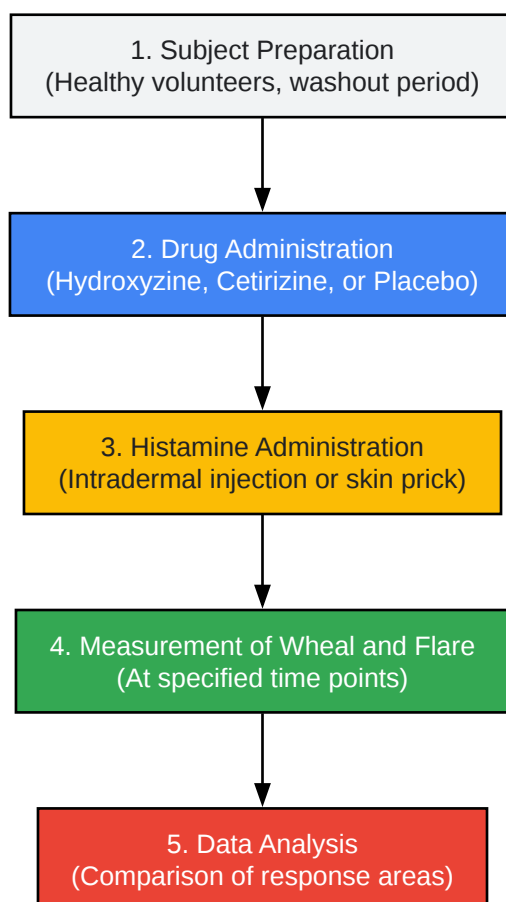 1. Subject Preparation
(Healthy volunteers, washout period)
2. Drug Administration
(Hydroxyzine, Cetirizine, or Placebo)
3. Histamine Administration
(Intradermal injection or skin prick)
4. Measurement of Wheal and Flare
(At specified time points)
5. Data Analysis
(Comparison of response areas)